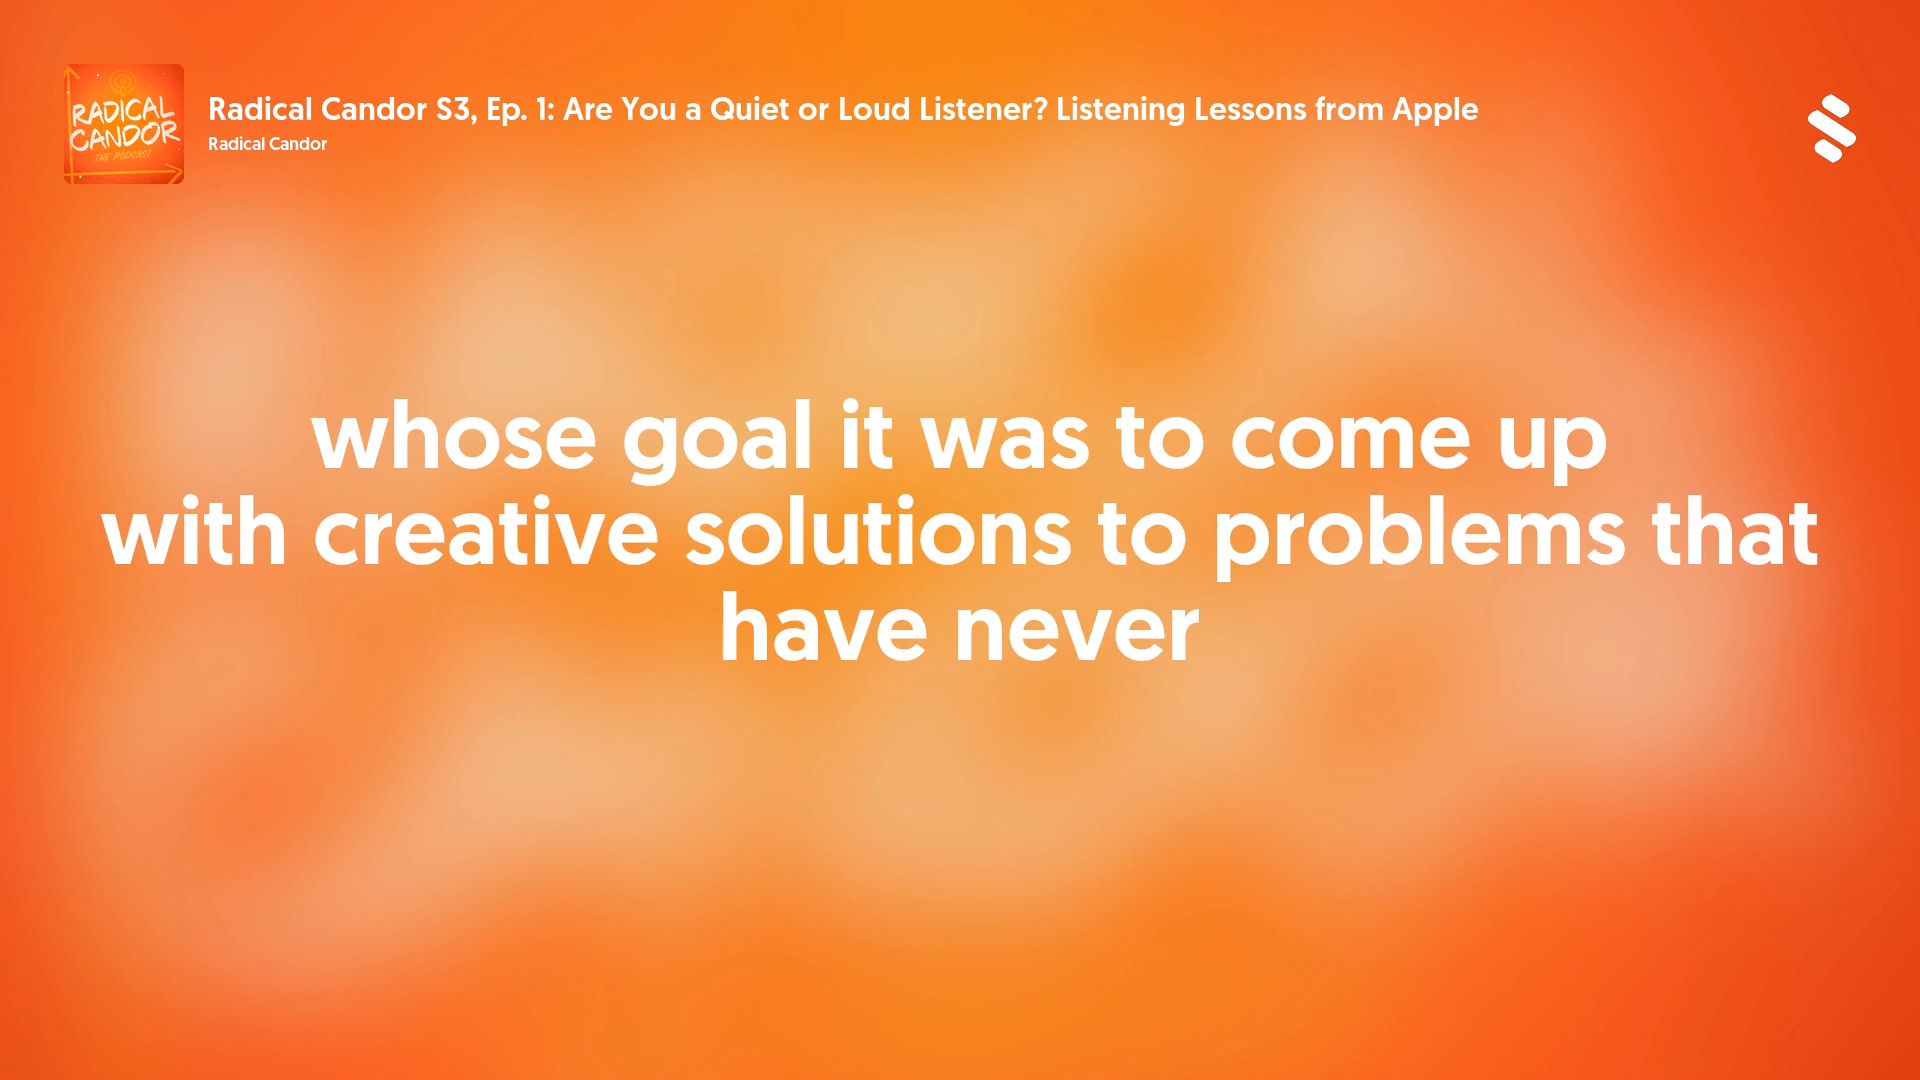 RADICAL
CANDOR
THE PODCAST
Radical Candor S3, Ep. 1: Are You a Quiet or Loud Listener? Listening Lessons from Apple
Radical Candor
whose goal it was to come up
with creative solutions to problems that
have never